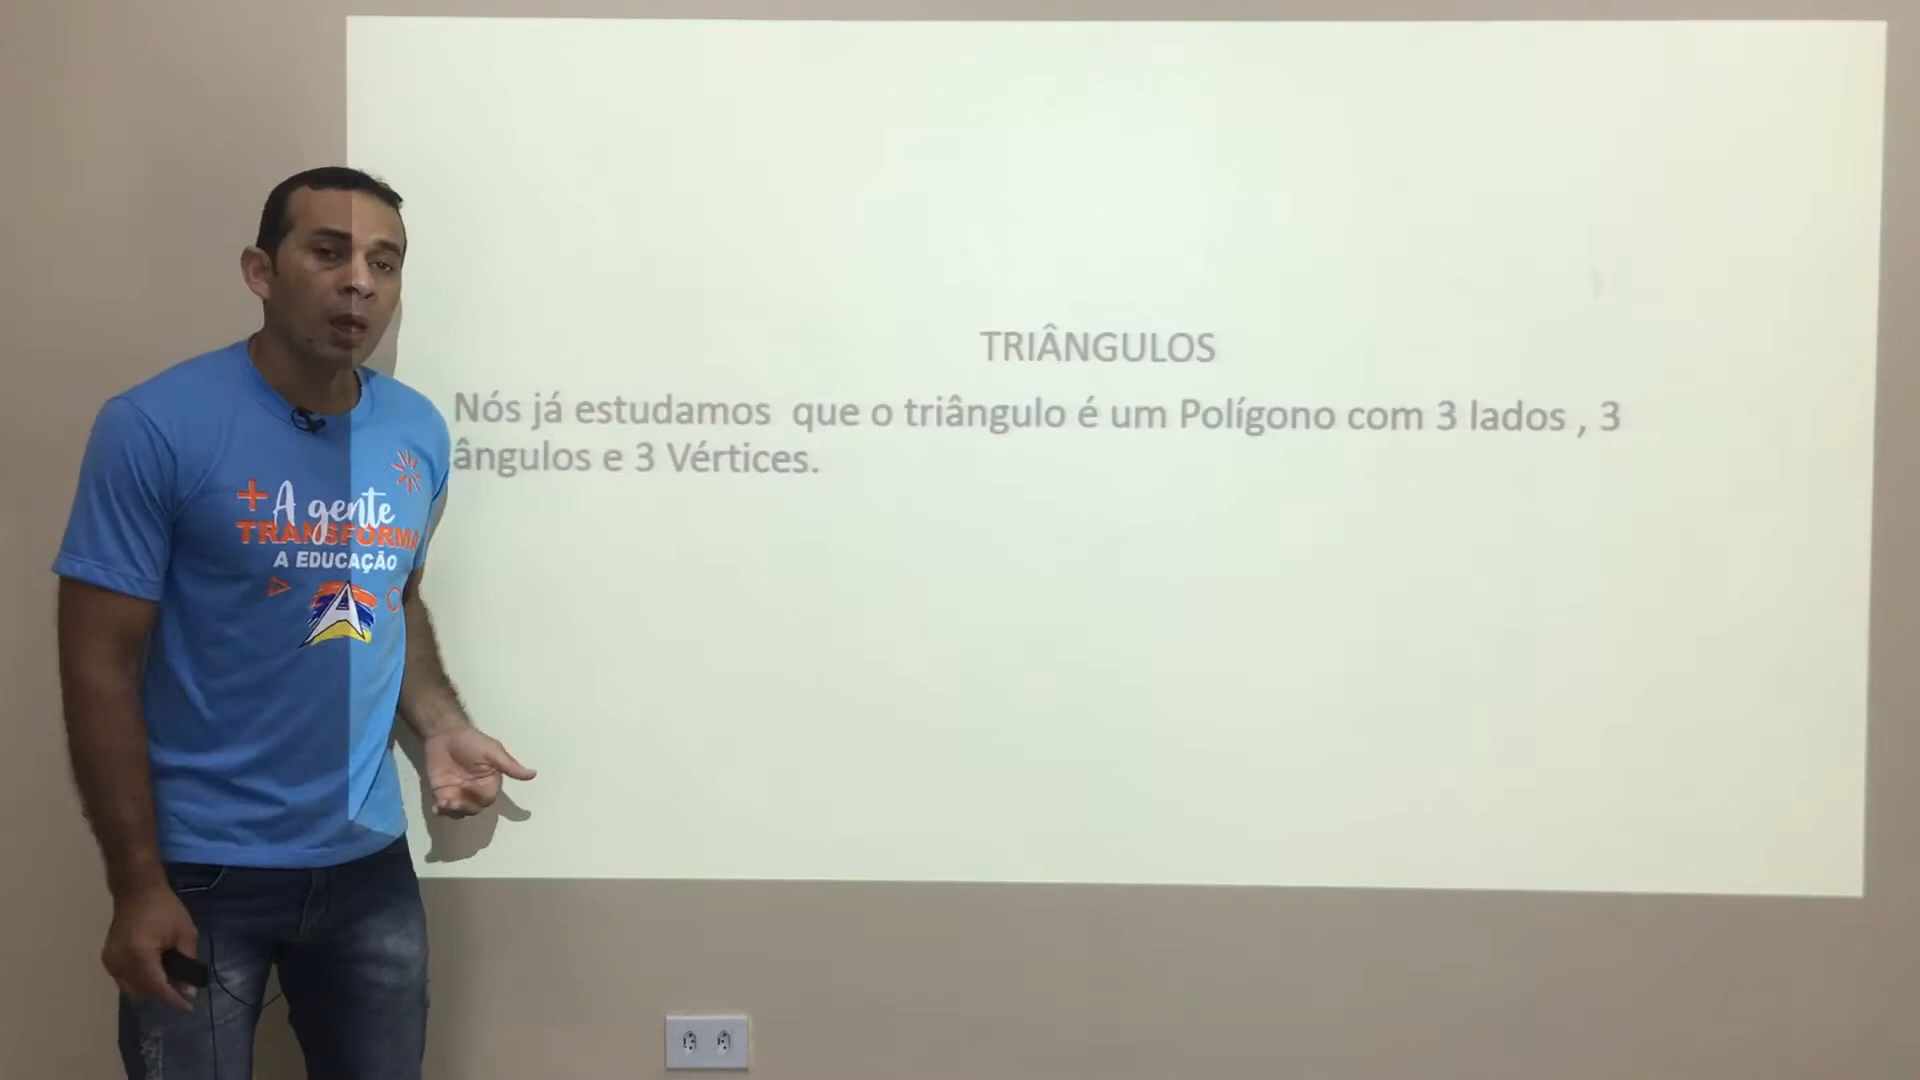 TRIÂNGULOS
Nós já estudamos que o triângulo é um Polígono com 3 lados , 3
ângulos e 3 Vértices.
A gente
TRANSFORMA
A EDUCAÇÃO